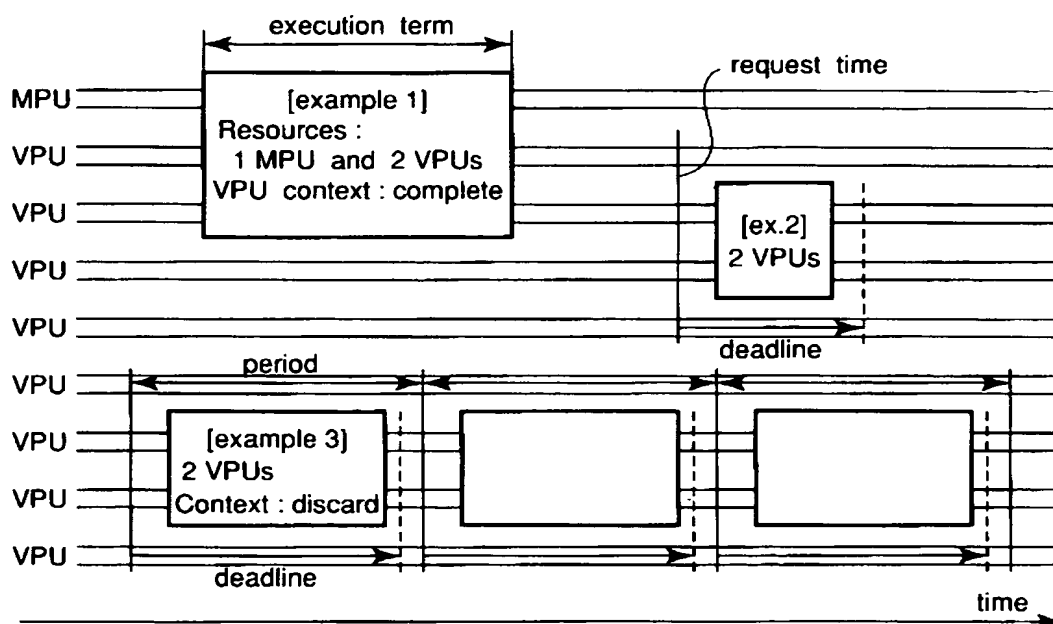 execution term
request time
MPU
[example 1]
Resources :
1 MPU and 2 VPUs
VPU context : complete
VPU
VPU
[ex.2]
2 VPUs
VPU
VPU
deadline
period
VPU
VPU
[example 3]
2 VPUs
Context : discard
VPU
VPU
deadline
time